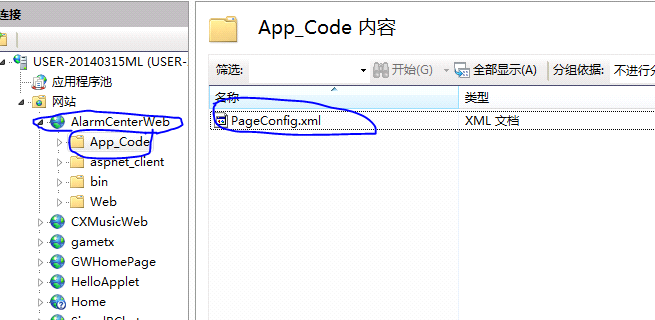 连接
USER-20140315ML (USER-
应用程序池
网站
AlarmCenterWeb
App_Code
aspnet_client
bin
Web
CXMusicWeb
gametx
GWHomePage
HelloApplet
Home
App_Code 内容
筛选: 开始(G) 全部显示(A) 分组依据: 不进行分
名称 类型
PageConfig.xml XML 文档